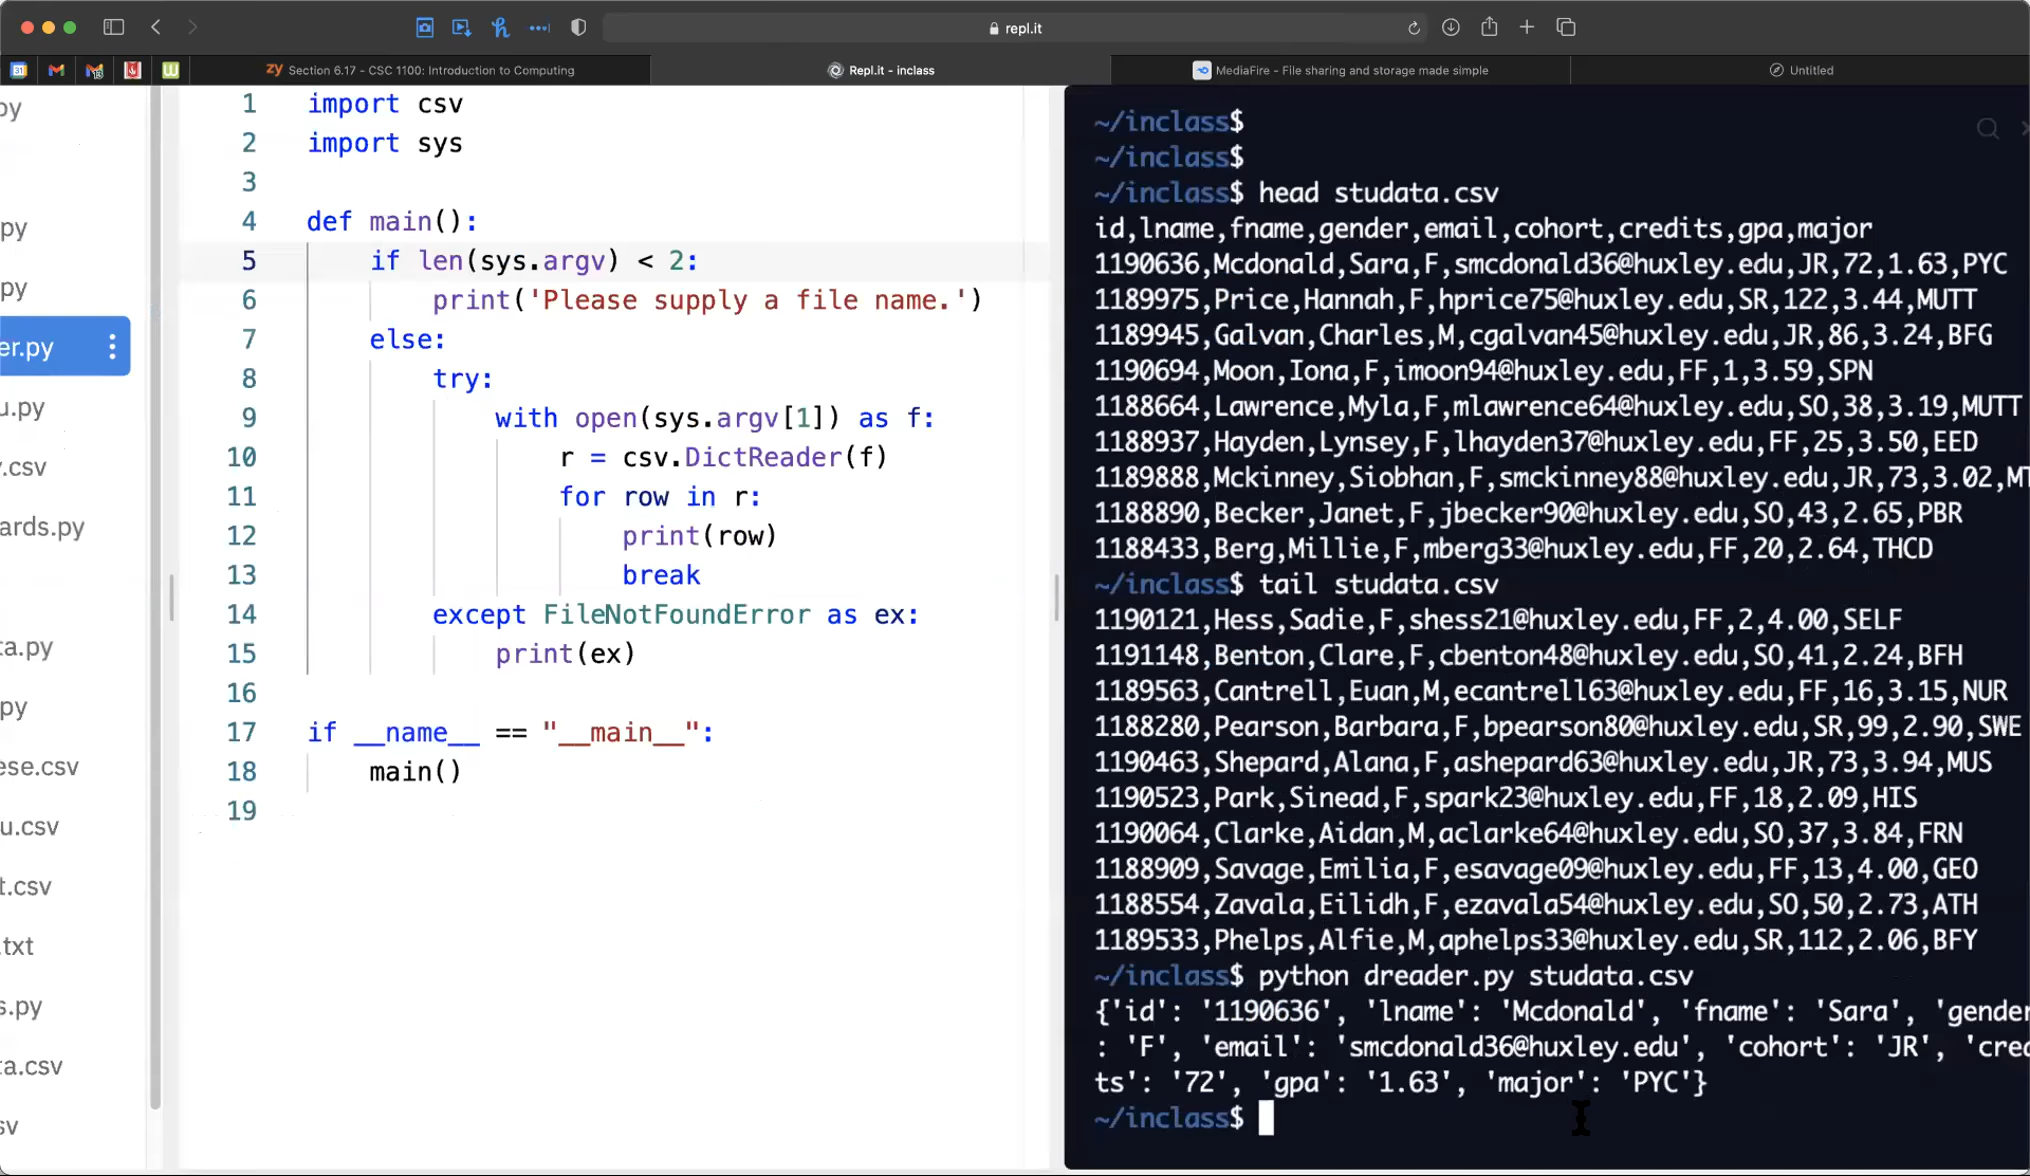 repl.it
Section 6.17 - CSC 1100: Introduction to Computing
Repl.it - inclass
MediaFire - File sharing and storage made simple
Untitled
py
py
py
er.py
u.py
.csv
ards.py
ta.py
py
ese.csv
u.csv
t.csv
.txt
s.py
ta.csv
sv
1 import csv
2 import sys
3
4 def main():
5 if len(sys.argv) < 2:
6 print('Please supply a file name.')
7 else:
8 try:
9 with open(sys.argv[1]) as f:
10 r = csv.DictReader(f)
11 for row in r:
12 print(row)
13 break
14 except FileNotFoundError as ex:
15 print(ex)
16
17 if __name__ == "__main__":
18 main()
19
~/inclass$
~/inclass$
~/inclass$ head studata.csv
id,lname,fname,gender,email,cohort,credits,gpa,major
1190636,Mcdonald,Sara,F,smcdonald36@huxley.edu,JR,72,1.63,PYC
1189975,Price,Hannah,F,hprice75@huxley.edu,SR,122,3.44,MUTT
1189945,Galvan,Charles,M,cgalvan45@huxley.edu,JR,86,3.24,BFG
1190694,Moon,Iona,F,imoon94@huxley.edu,FF,1,3.59,SPN
1188664,Lawrence,Myla,F,mlawrence64@huxley.edu,SO,38,3.19,MUTT
1188937,Hayden,Lynsey,F,lhayden37@huxley.edu,FF,25,3.50,EED
1189888,Mckinney,Siobhan,F,smckinney88@huxley.edu,JR,73,3.02,MT
1188890,Becker,Janet,F,jbecker90@huxley.edu,SO,43,2.65,PBR
1188433,Berg,Millie,F,mberg33@huxley.edu,FF,20,2.64,THCD
~/inclass$ tail studata.csv
1190121,Hess,Sadie,F,shess21@huxley.edu,FF,2,4.00,SELF
1191148,Benton,Clare,F,cbenton48@huxley.edu,SO,41,2.24,BFH
1189563,Cantrell,Euan,M,ecantrell63@huxley.edu,FF,16,3.15,NUR
1188280,Pearson,Barbara,F,bpearson80@huxley.edu,SR,99,2.90,SWE
1190463,Shepard,Alana,F,ashepard63@huxley.edu,JR,73,3.94,MUS
1190523,Park,Sinead,F,spark23@huxley.edu,FF,18,2.09,HIS
1190064,Clarke,Aidan,M,aclarke64@huxley.edu,SO,37,3.84,FRN
1188909,Savage,Emilia,F,esavage09@huxley.edu,FF,13,4.00,GEO
1188554,Zavala,Eilidh,F,ezavala54@huxley.edu,SO,50,2.73,ATH
1189533,Phelps,Alfie,M,aphelps33@huxley.edu,SR,112,2.06,BFY
~/inclass$ python dreader.py studata.csv
{'id': '1190636', 'lname': 'Mcdonald', 'fname': 'Sara', 'gender
: 'F', 'email': 'smcdonald36@huxley.edu', 'cohort': 'JR', 'cred
ts': '72', 'gpa': '1.63', 'major': 'PYC'}
~/inclass$